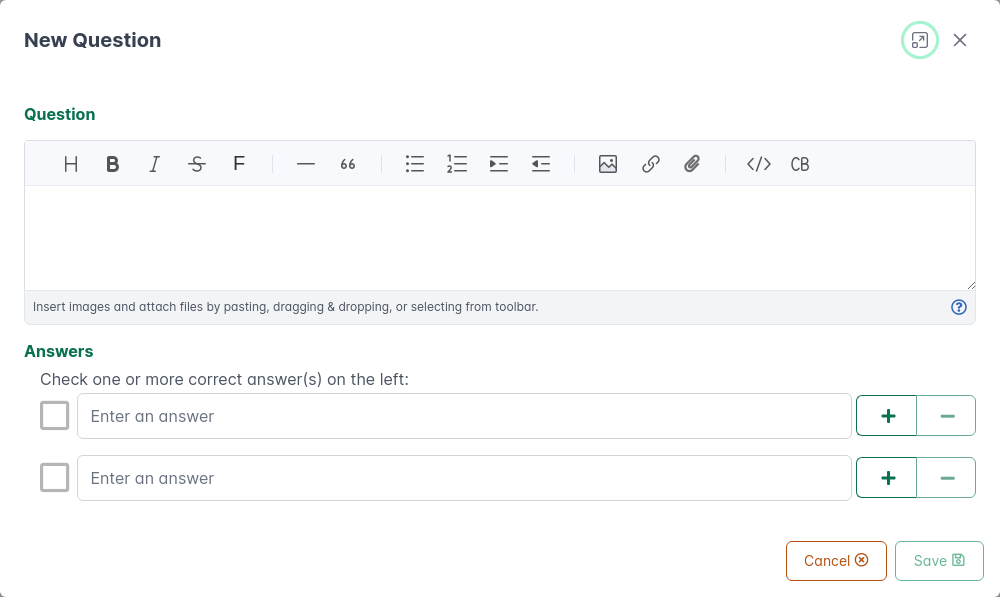 New Question
Question
H B I S F 66 </> CB
Insert images and attach files by pasting, dragging & dropping, or selecting from toolbar.
Answers
Check one or more correct answer(s) on the left:
Enter an answer
Enter an answer
Cancel Save